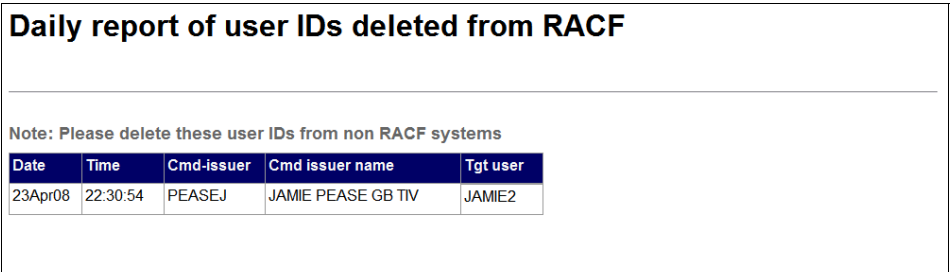 Daily report of user IDs deleted from RACF
Note: Please delete these user IDs from non RACF systems
Date Time Cmd-issuer Cmd issuer name Tgt user
23Apr08 22:30:54 PEASEJ JAMIE PEASE GB TIV JAMIE2